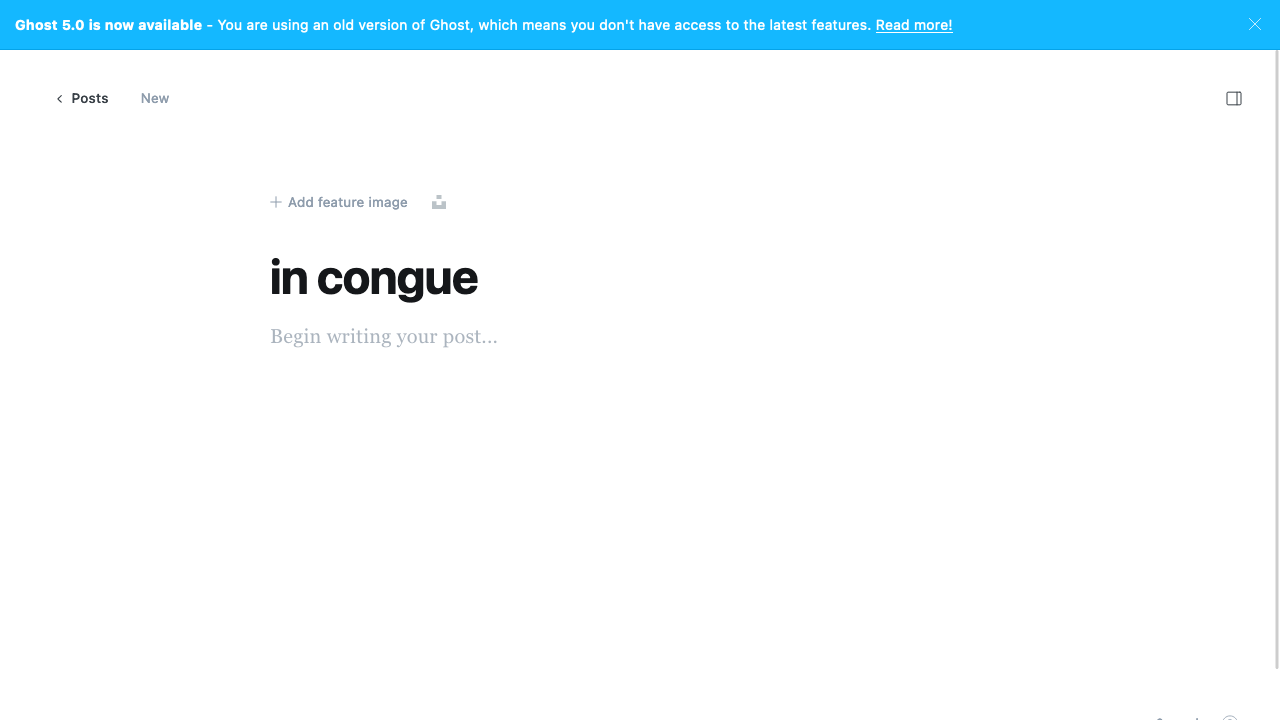 Ghost 5.0 is now available - You are using an old version of Ghost, which means you don't have access to the latest features. Read more!
Posts New
Add feature image
in congue
Begin writing your post...